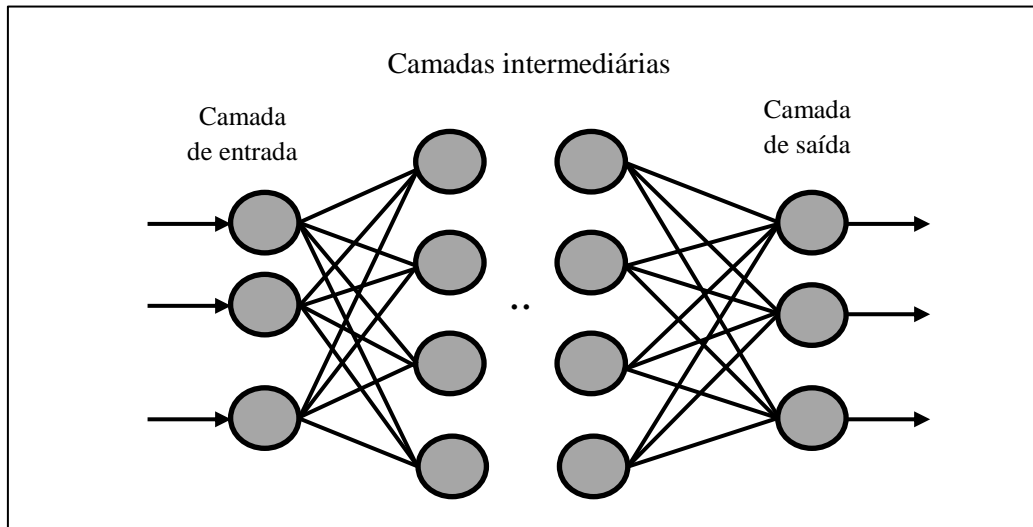 Camadas intermediárias
Camada
de entrada
Camada
de saída
..